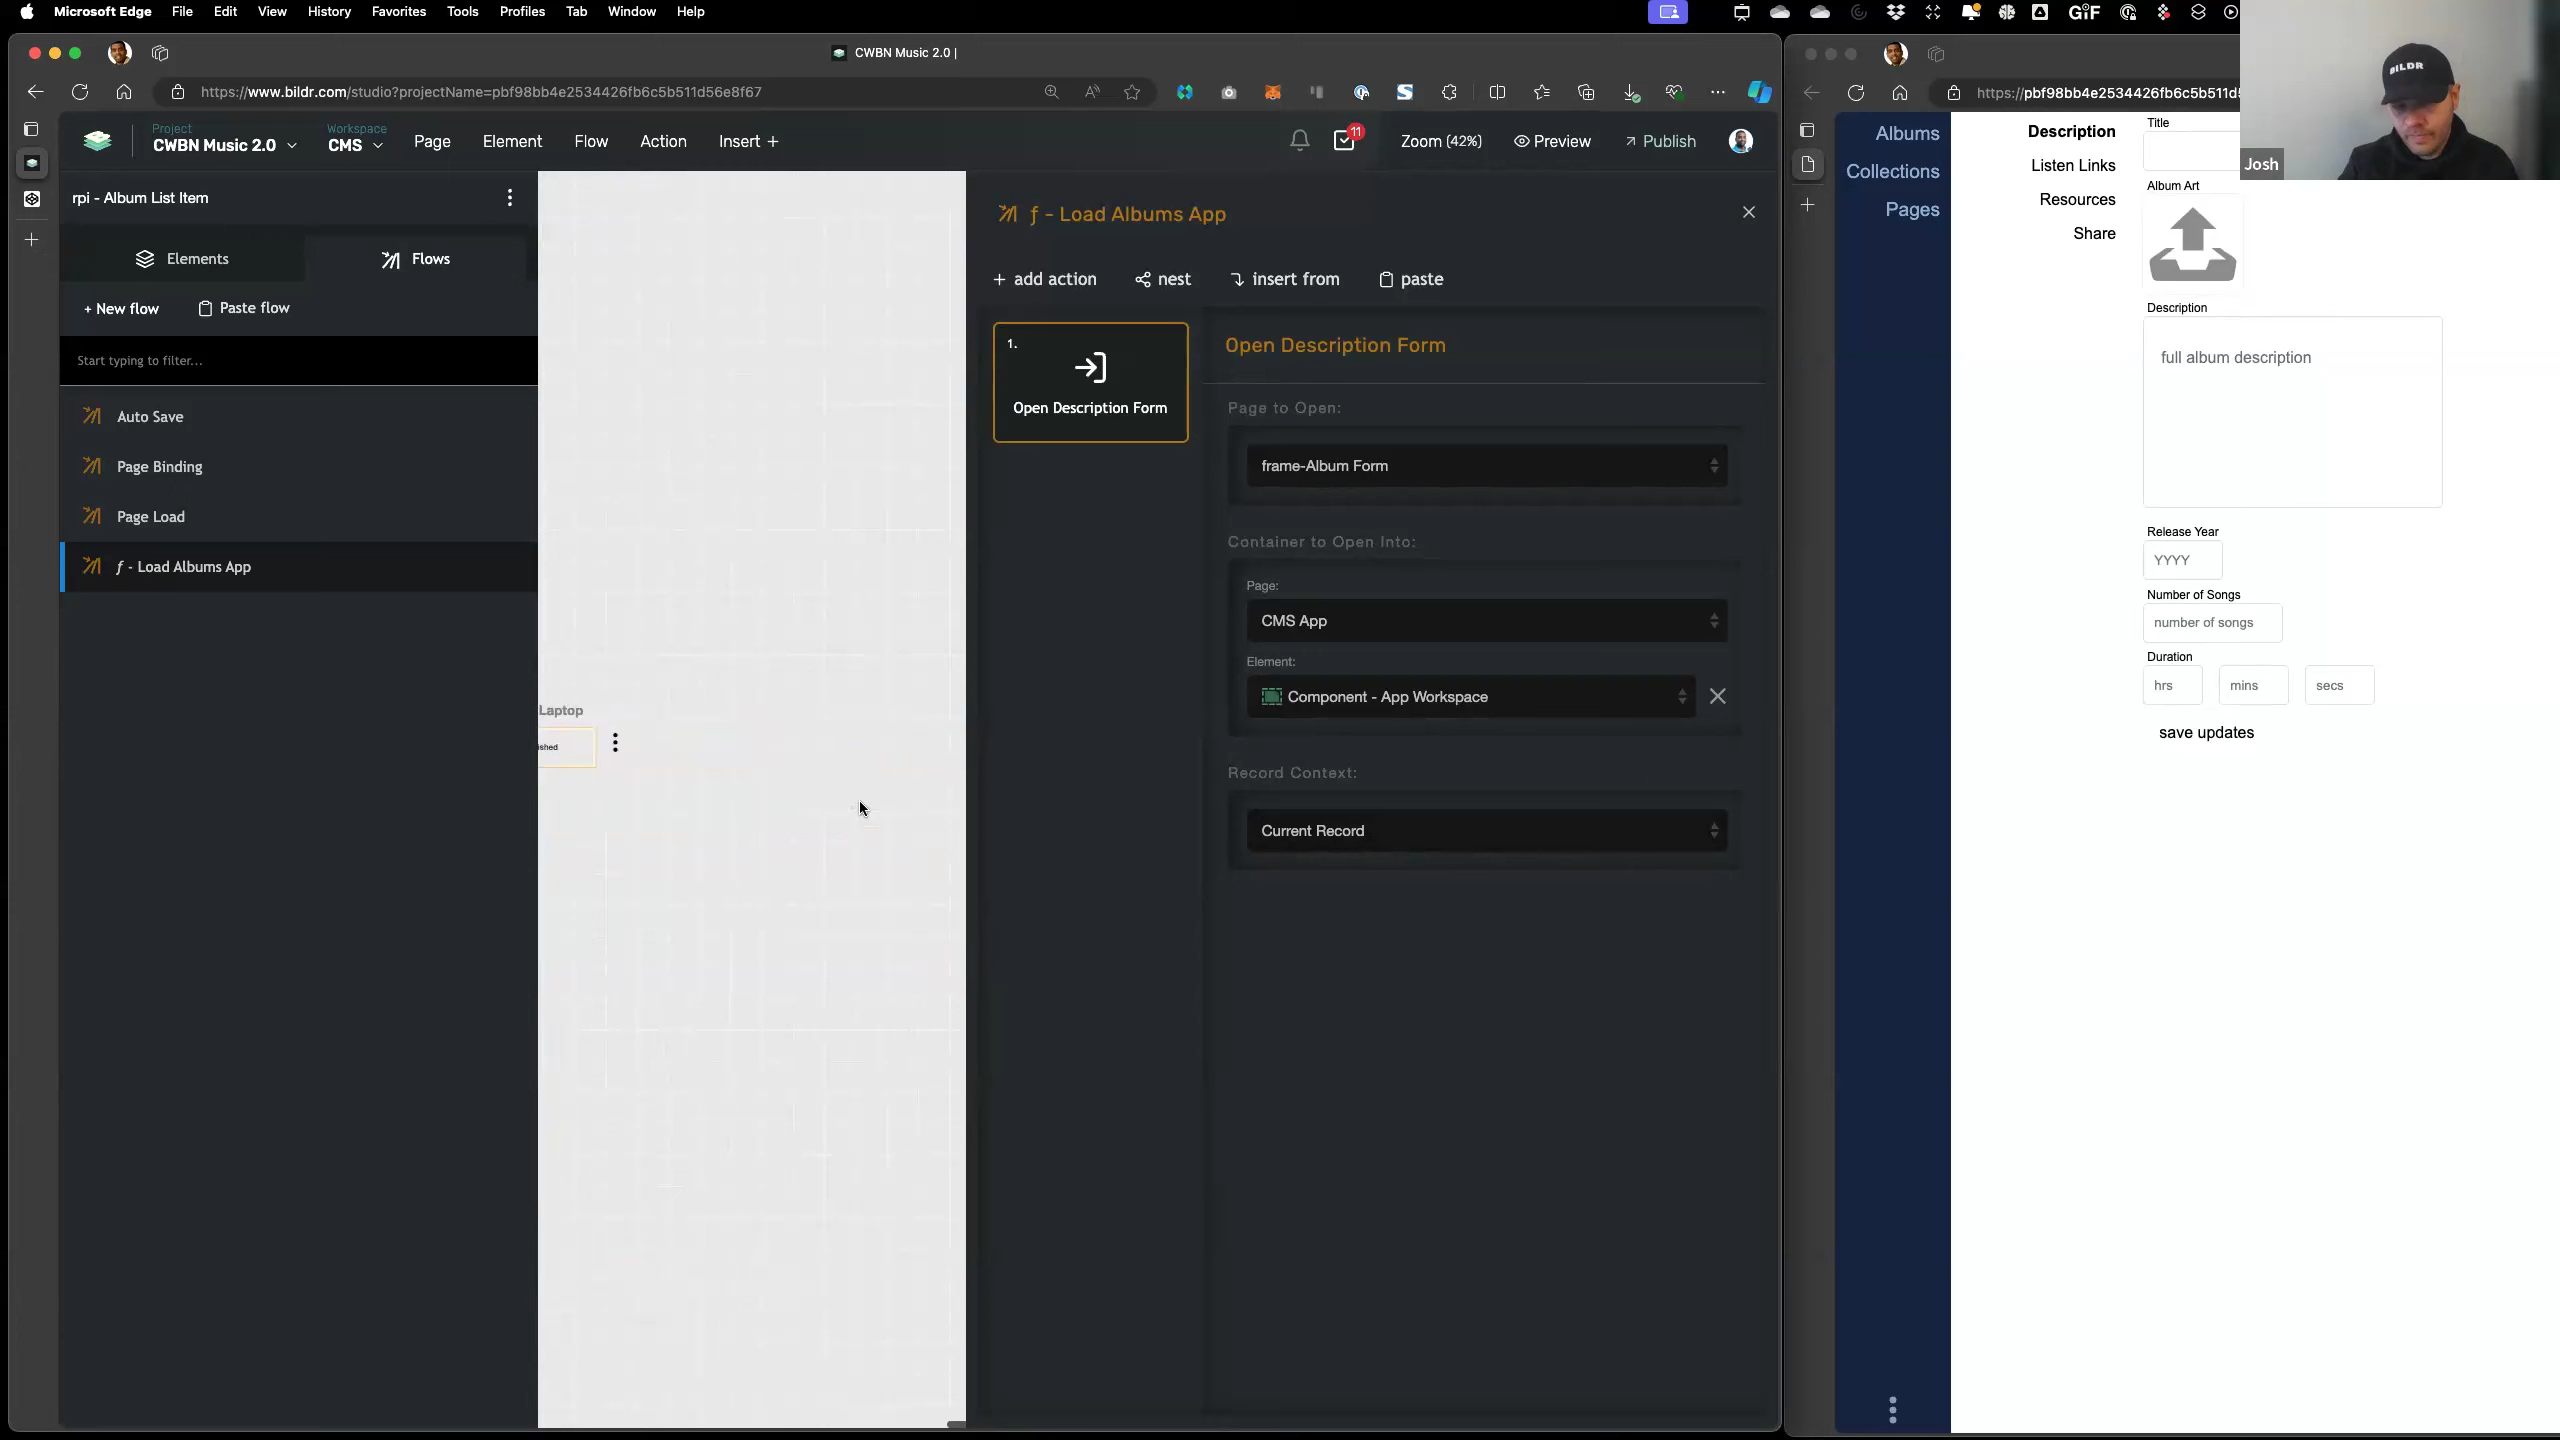 Microsoft Edge File Edit View History Favorites Tools Profiles Tab Window Help
GIF
CWBN Music 2.0 |
https://www.bildr.com/studio?projectName=pbf98bb4e2534426fb6c5b511d56e8f67
Project
CWBN Music 2.0
Workspace
CMS
Page Element Flow Action Insert +
11
Zoom (42%) Preview Publish
rpi - Album List Item
Elements Flows
+ New flow Paste flow
Start typing to filter...
Auto Save
Page Binding
Page Load
ƒ - Load Albums App
Laptop
ished
ƒ - Load Albums App
+ add action nest insert from paste
1.
Open Description Form
Open Description Form
Page to Open:
frame-Album Form
Container to Open Into:
Page:
CMS App
Element:
Component - App Workspace
Record Context:
Current Record
https://pbf98bb4e2534426fb6c5b511d5
Albums
Collections
Pages
Description
Listen Links
Resources
Share
Title
Album Art
Description
full album description
Release Year
YYYY
Number of Songs
number of songs
Duration
hrs mins secs
save updates
BILDR
Josh